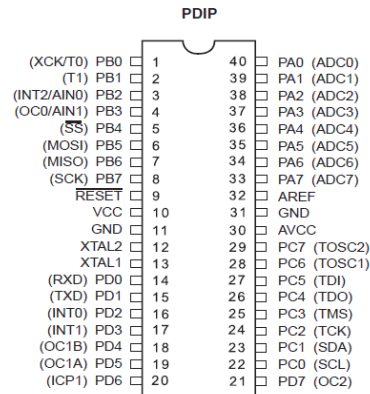 PDIP
(XCK/T0) PB0 1 40 PA0 (ADC0)
(T1) PB1 2 39 PA1 (ADC1)
(INT2/AIN0) PB2 3 38 PA2 (ADC2)
(OC0/AIN1) PB3 4 37 PA3 (ADC3)
(SS) PB4 5 36 PA4 (ADC4)
(MOSI) PB5 6 35 PA5 (ADC5)
(MISO) PB6 7 34 PA6 (ADC6)
(SCK) PB7 8 33 PA7 (ADC7)
RESET 9 32 AREF
VCC 10 31 GND
GND 11 30 AVCC
XTAL2 12 29 PC7 (TOSC2)
XTAL1 13 28 PC6 (TOSC1)
(RXD) PD0 14 27 PC5 (TDI)
(TXD) PD1 15 26 PC4 (TDO)
(INT0) PD2 16 25 PC3 (TMS)
(INT1) PD3 17 24 PC2 (TCK)
(OC1B) PD4 18 23 PC1 (SDA)
(OC1A) PD5 19 22 PC0 (SCL)
(ICP1) PD6 20 21 PD7 (OC2)